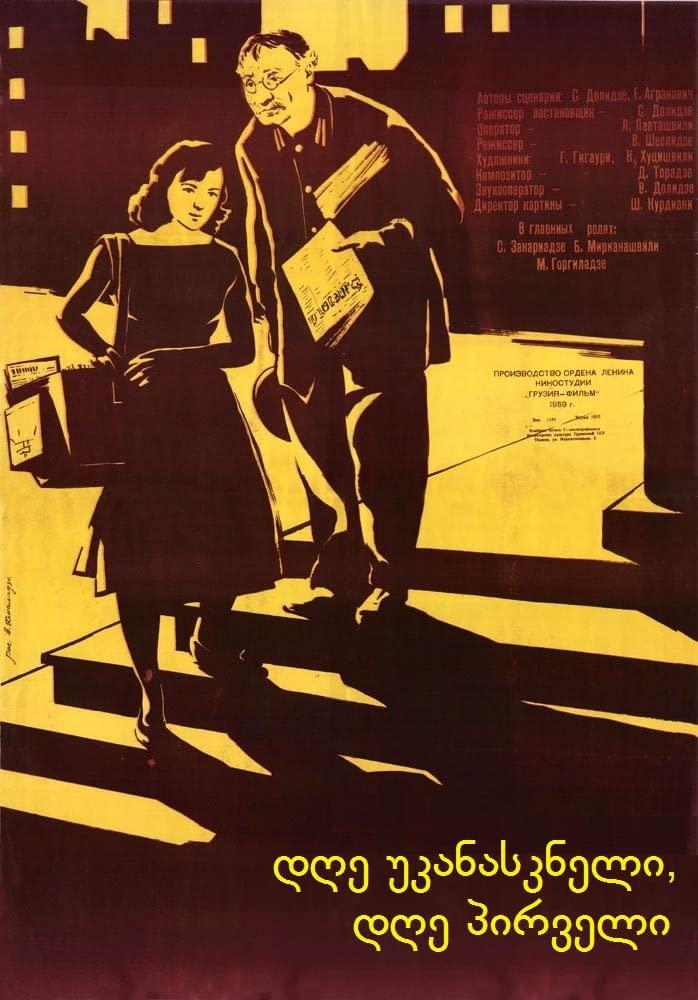 Авторы сценария: С. Долидзе, Е. Агранович
Режиссер постановщик – С. Долидзе
Оператор – Л. Пааташвили
Режиссер – В. Швелидзе
Художники: Г. Гигаури, К. Хуцишвили
Композитор – Д. Торадзе
Звукооператор – В. Долидзе
Директор картины – Ш. Курдиани
В главных ролях:
С. Закариадзе Б. Мирианашвили
М. Горгиладзе
ПРОИЗВОДСТВО ОРДЕНА ЛЕНИНА
КИНОСТУДИИ
„ГРУЗИЯ–ФИЛЬМ“
1959 г.
დღე უკანასკნელი,
დღე პირველი